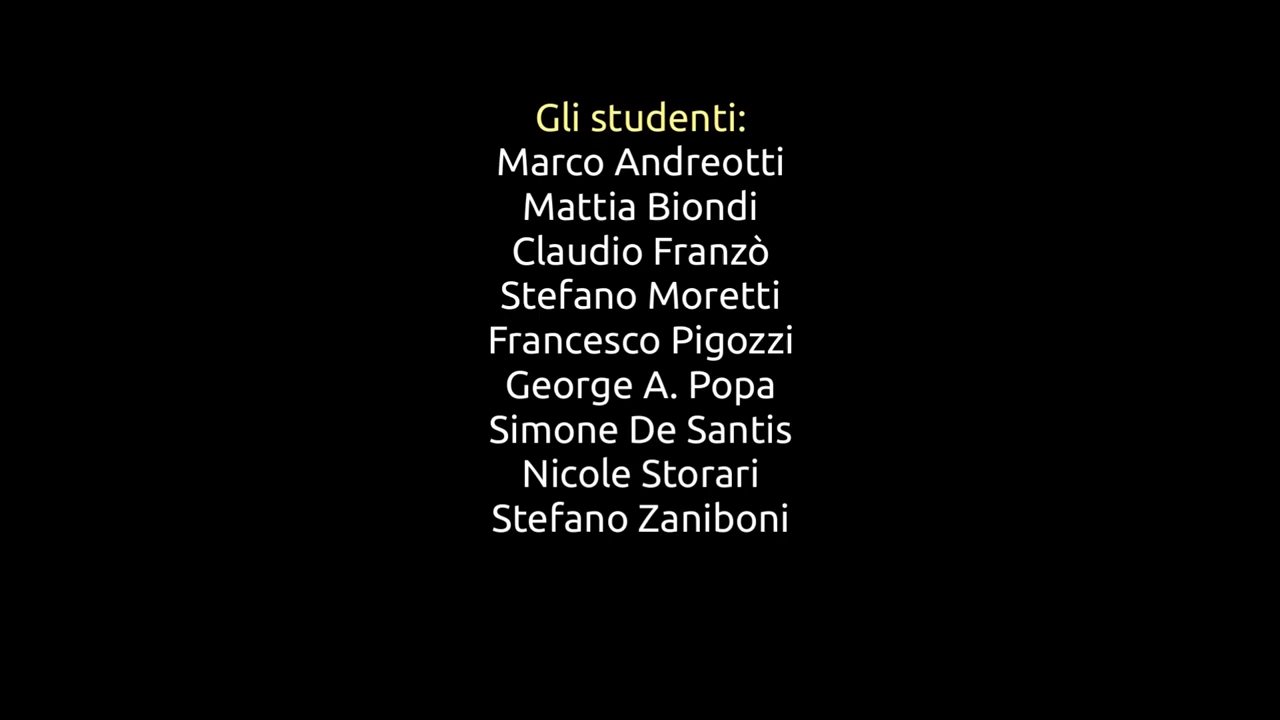 Gli studenti:
Marco Andreotti
Mattia Biondi
Claudio Franzò
Stefano Moretti
Francesco Pigozzi
George A. Popa
Simone De Santis
Nicole Storari
Stefano Zaniboni